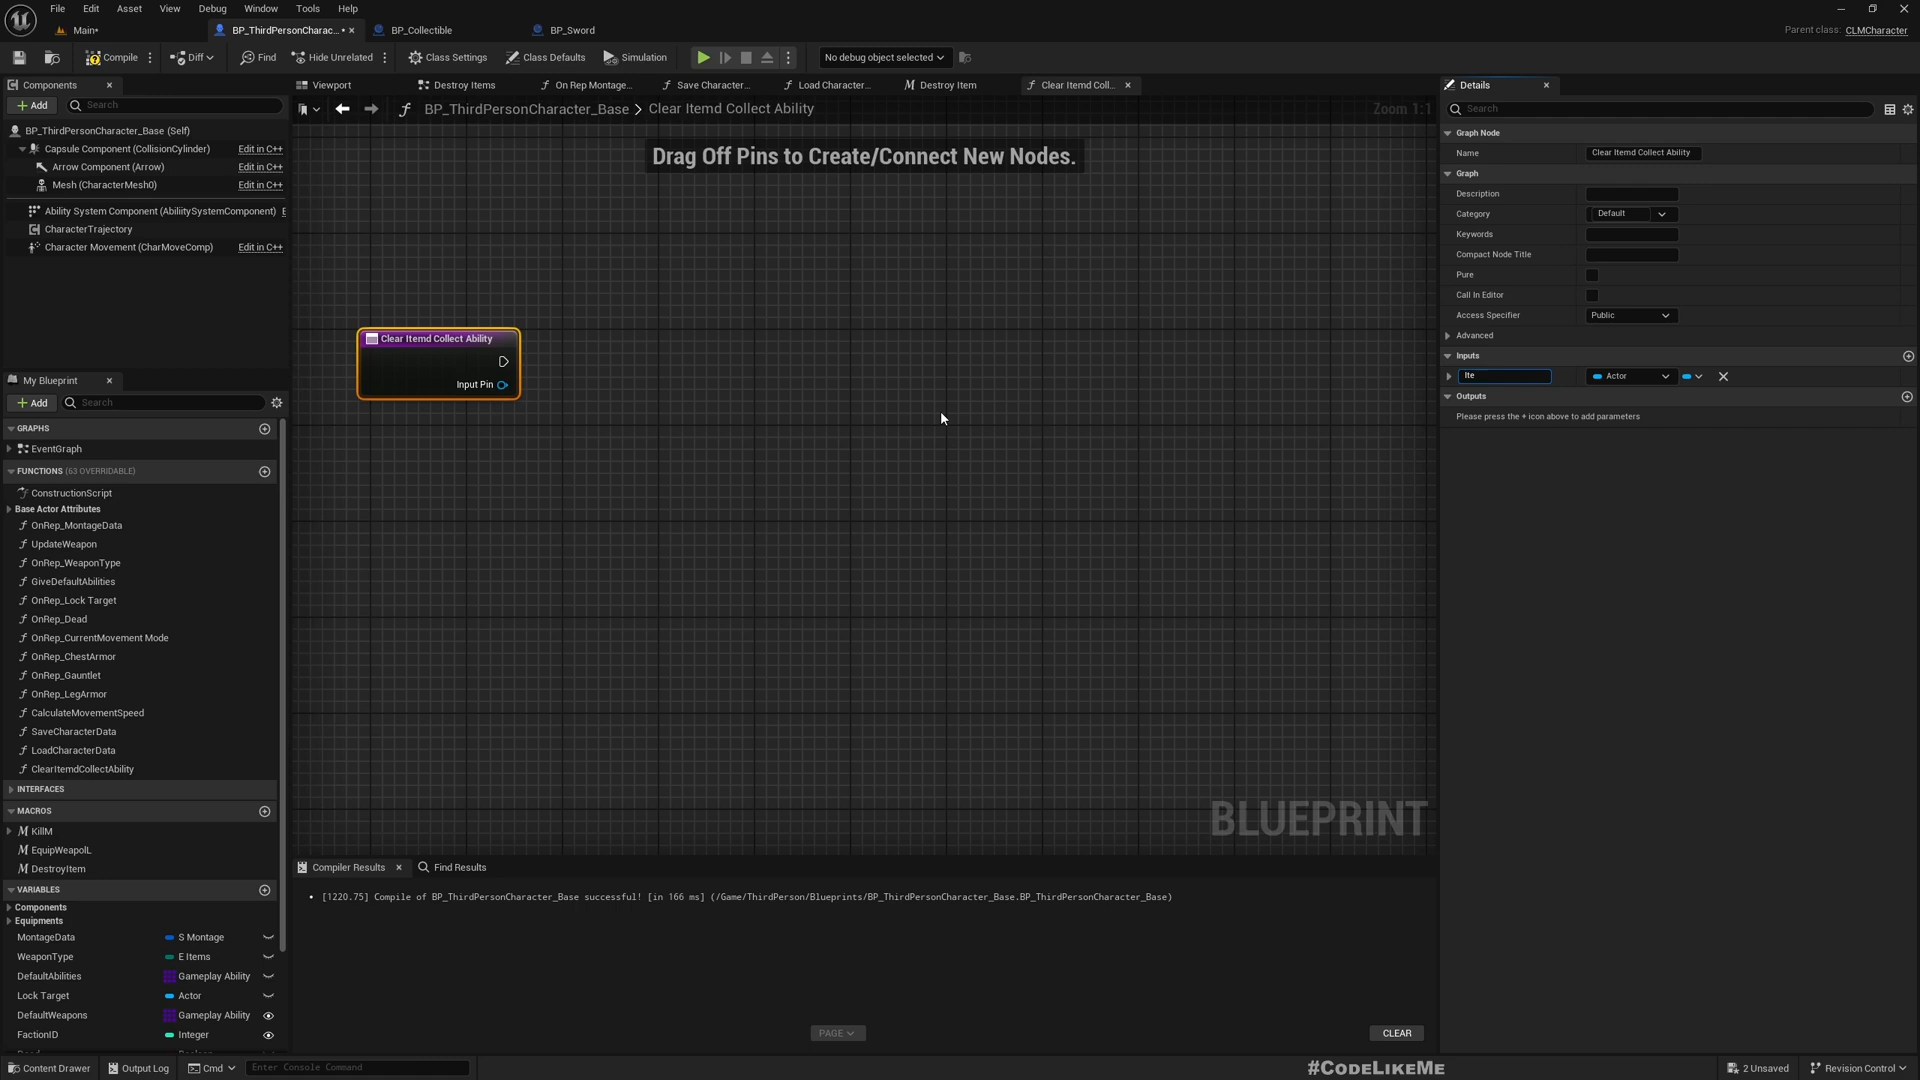 File Edit Asset View Debug Window Tools Help
Main•
BP_ThirdPersonCharac... •
BP_Collectible
BP_Sword
Parent class: CLMCharacter
Compile
Diff
Find
Hide Unrelated
Class Settings
Class Defaults
Simulation
No debug object selected
Components
Add
Search
BP_ThirdPersonCharacter_Base (Self)
Capsule Component (CollisionCylinder) Edit in C++
Arrow Component (Arrow) Edit in C++
Mesh (CharacterMesh0) Edit in C++
Ability System Component (AbiliitySystemComponent) E
CharacterTrajectory
Character Movement (CharMoveComp) Edit in C++
My Blueprint
Add
Search
GRAPHS
EventGraph
FUNCTIONS (63 OVERRIDABLE)
ConstructionScript
Base Actor Attributes
OnRep_MontageData
UpdateWeapon
OnRep_WeaponType
GiveDefaultAbilities
OnRep_Lock Target
OnRep_Dead
OnRep_CurrentMovement Mode
OnRep_ChestArmor
OnRep_Gauntlet
OnRep_LegArmor
CalculateMovementSpeed
SaveCharacterData
LoadCharacterData
ClearItemdCollectAbility
INTERFACES
MACROS
KillM
EquipWeapolL
DestroyItem
VARIABLES
Components
Equipments
MontageData S Montage
WeaponType E Items
DefaultAbilities Gameplay Ability
Lock Target Actor
DefaultWeapons Gameplay Ability
FactionID Integer
Viewport
Destroy Items
On Rep Montage...
Save Character...
Load Character...
Destroy Item
Clear Itemd Coll...
BP_ThirdPersonCharacter_Base > Clear Itemd Collect Ability
Zoom 1:1
Drag Off Pins to Create/Connect New Nodes.
Clear Itemd Collect Ability
Input Pin
BLUEPRINT
Compiler Results
Find Results
[1220.75] Compile of BP_ThirdPersonCharacter_Base successful! [in 166 ms] (/Game/ThirdPerson/Blueprints/BP_ThirdPersonCharacter_Base.BP_ThirdPersonCharacter_Base)
PAGE
CLEAR
Details
Search
Graph Node
Name Clear Itemd Collect Ability
Graph
Description
Category Default
Keywords
Compact Node Title
Pure
Call In Editor
Access Specifier Public
Advanced
Inputs
Ite Actor
Outputs
Please press the + icon above to add parameters
Content Drawer
Output Log
Cmd
Enter Console Command
#CODELIKEME
2 Unsaved
Revision Control